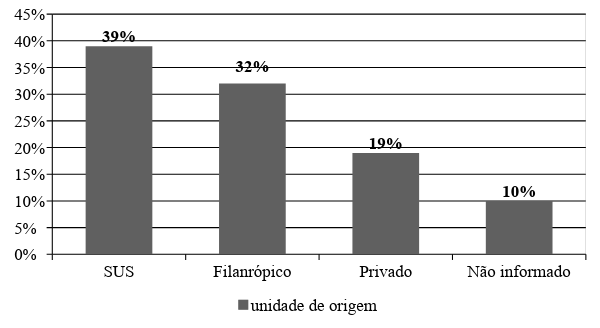 45%
40%
35%
30%
25%
20%
15%
10%
5%
0%
39%
32%
19%
10%
SUS
Filanrópico
Privado
Não informado
unidade de origem